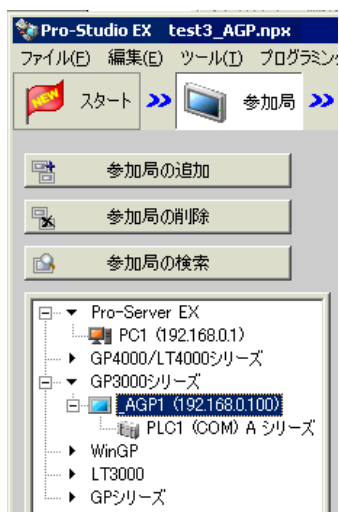 Pro-Studio EX test3_AGP.npx
ファイル(F) 編集(E) ツール(T) プログラミン
NEW スタート 参加局
参加局の追加
参加局の削除
参加局の検索
Pro-Server EX
PC1 (192.168.0.1)
GP4000/LT4000シリーズ
GP3000シリーズ
_AGP1 (192.168.0.100)
PLC1 (COM) A シリーズ
WinGP
LT3000
GPシリーズ